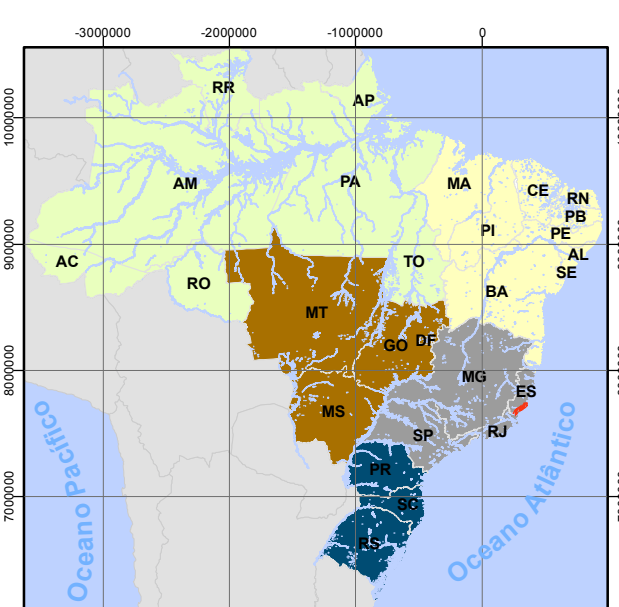 -3000000 -2000000 -1000000 0
10000000
9000000
8000000
7000000
RR
AP
AM
PA
MA
CE
RN
PB
PI
PE
AC
TO
AL
RO
SE
BA
MT
GO
DF
MG
ES
MS
SP
RJ
PR
SC
RS
Oceano Pacífico
Oceano Atlântico